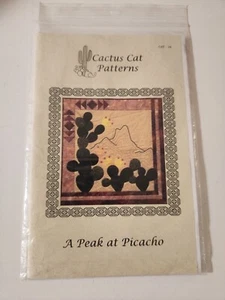 Cactus Cat
Patterns
A Peak at Picacho